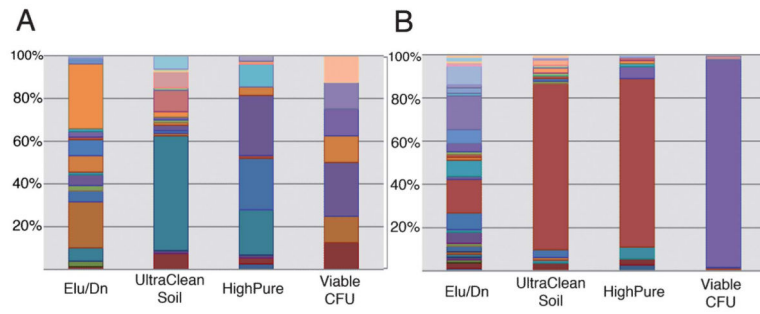 A
100%
80%
60%
40%
20%
Elu/Dn
UltraClean
Soil
HighPure
Viable
CFU
B
100%
80%
60%
40%
20%
Elu/Dn
UltraClean
Soil
HighPure
Viable
CFU